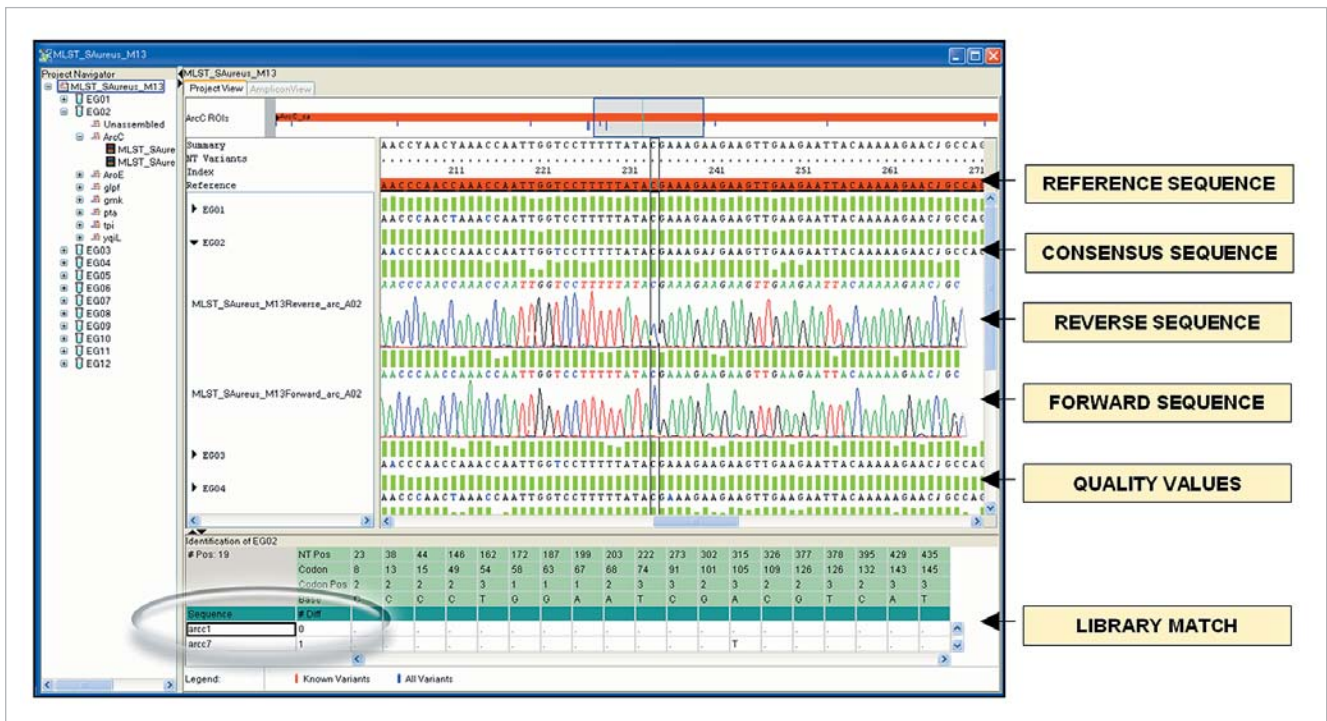 MLST_SAureus_M13
Project Navigator
MLST_SAureus_M13
EG01
EG02
Unassembled
ArcC
MLST_SAure
MLST_SAure
AroE
glpf
gmk
pta
tpi
yqiL
EG03
EG04
EG05
EG06
EG07
EG08
EG09
EG10
EG11
EG12
MLST_SAureus_M13
Project View AmpliconView
ArcC ROIs
Summary
NT Variants
Index 211 221 231 241 251 261 271
Reference
EG01
EG02
MLST_SAureus_M13Reverse_arc_A02
MLST_SAureus_M13Forward_arc_A02
EG03
EG04
REFERENCE SEQUENCE
CONSENSUS SEQUENCE
REVERSE SEQUENCE
FORWARD SEQUENCE
QUALITY VALUES
LIBRARY MATCH
Identification of EG02
# Pos: 19 NT Pos 23 38 44 146 162 172 187 199 203 222 273 302 315 326 377 378 395 429 435
Codon 8 13 15 49 54 58 63 67 68 74 91 101 105 109 126 126 132 143 145
Codon Pos 2 2 2 2 3 1 1 1 2 3 3 2 3 2 2 3 2 3 3
Base G C C C T G G A A T C G A C G T C A T
Sequence # Diff
arcc1 0
arcc7 1 T
Legend: Known Variants All Variants